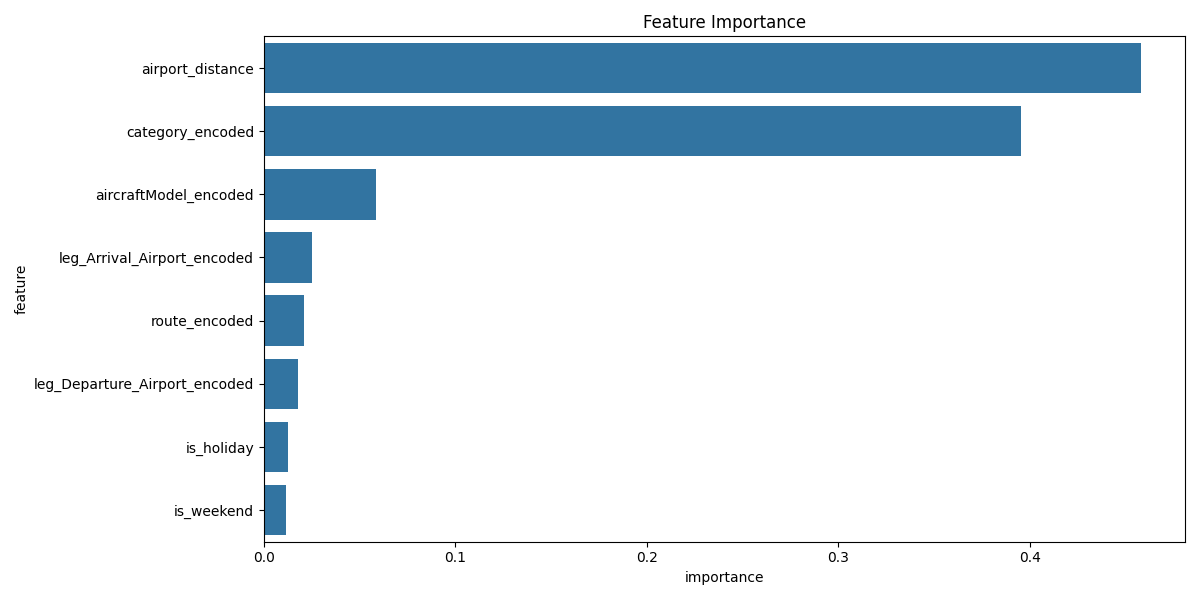 Feature Importance
airport_distance
category_encoded
aircraftModel_encoded
leg_Arrival_Airport_encoded
route_encoded
leg_Departure_Airport_encoded
is_holiday
is_weekend
feature
0.0 0.1 0.2 0.3 0.4
importance